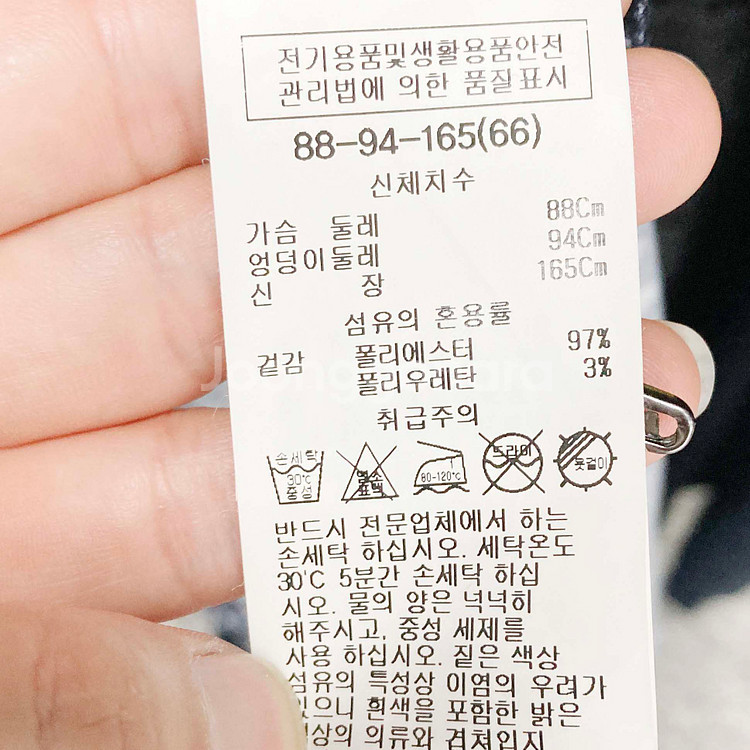 전기용품및생활용품안전
관리법에 의한 품질표시
88-94-165(66)
신체치수
가슴 둘레 88Cm
엉덩이둘레 94Cm
신 장 165Cm
섬유의 혼용률
겉감 폴리에스터 97%
폴리우레탄 3%
취급주의
손세탁 30℃ 중성
염소 표백
80-120℃
드라이
옷걸이
반드시 전문업체에서 하는
손세탁 하십시오. 세탁온도
30℃ 5분간 손세탁 하십
시오. 물의 양은 넉넉히
해주시고, 중성 세제를
사용 하십시오. 짙은 색상
섬유의 특성상 이염의 우려가
있으니 흰색을 포함한 밝은
의류와 겹쳐입지